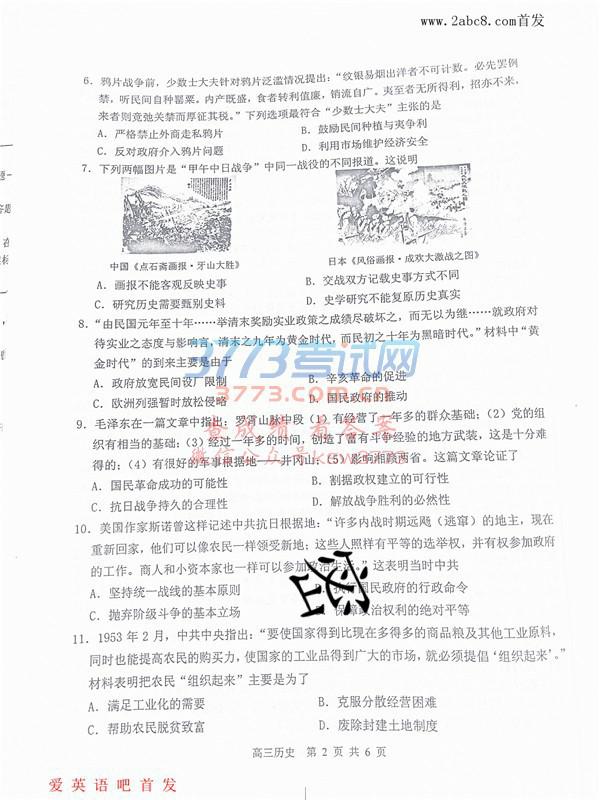 www.2abc8.com首发
6．鸦片战争前，少数士大夫针对鸦片泛滥情况提出：“纹银易烟出洋者不可计数。必先罢例
禁，听民间自种罂粟。内产既盛，食者转利值廉，销流自广。夷至者无所得利，招亦不来，
来者则竟弛关禁而厚征其税。”下列选项最符合“少数士大夫”主张的是
A．严格禁止外商走私鸦片
B．鼓励民间种植与夷争利
C．反对政府介入鸦片问题
D．利用市场维护经济安全
7．下列两幅图片是“甲午中日战争”中同一战役的不同报道。这说明
中国《点石斋画报·牙山大胜》
日本《风俗画报·成欢大激战之图》
A．画报不能客观反映史事
B．交战双方记载史事方式不同
C．研究历史需要甄别史料
D．史学研究不能复原历史真实
8．“由民国元年至十年……举清末奖励实业政策之成绩尽破坏之，而无以为继……就政府对
待实业之态度与影响言，清末之九年为黄金时代，而民初之十年为黑暗时代。”材料中“黄
金时代”的到来主要是由于
A．政府放宽民间设厂限制
B．辛亥革命的促进
C．欧洲列强暂时放松侵略
D．国民政府的推动
3773考试网
3773.com.cn
查成绩 看答案
微信公众号
9．毛泽东在一篇文章中指出：罗霄山脉中段（1）有经营了一年多的群众基础；（2）党的组
织有相当的基础；（3）经过一年多的时间，创造了富有斗争经验的地方武装，这是十分难
得的；（4）有很好的军事根据地——井冈山；（5）影响湘赣两省。这篇文章论证了
A．国民革命成功的可能性
B．割据政权建立的可行性
C．抗日战争持久的合理性
D．解放战争胜利的必然性
10．美国作家斯诺曾这样记述中共抗日根据地：“许多内战时期远飏（逃窜）的地主，现在
重新回家，他们可以像农民一样领受新地；这些人照样有平等的选举权，并有权参加政府
的工作。商人和小资本家也一样可以参加政治生活。”这表明当时中共
A．坚持统一战线的基本原则
B．执行国民政府的行政命令
C．抛弃阶级斗争的基本立场
D．保障政治权利的绝对平等
密
11．1953 年 2 月，中共中央指出：“要使国家得到比现在多得多的商品粮及其他工业原料，
同时也能提高农民的购买力，使国家的工业品得到广大的市场，就必须提倡‘组织起来’。”
材料表明把农民“组织起来”主要是为了
A．满足工业化的需要
B．克服分散经营困难
C．帮助农民脱贫致富
D．废除封建土地制度
高三历史 第 2 页 共 6 页
爱英语吧首发